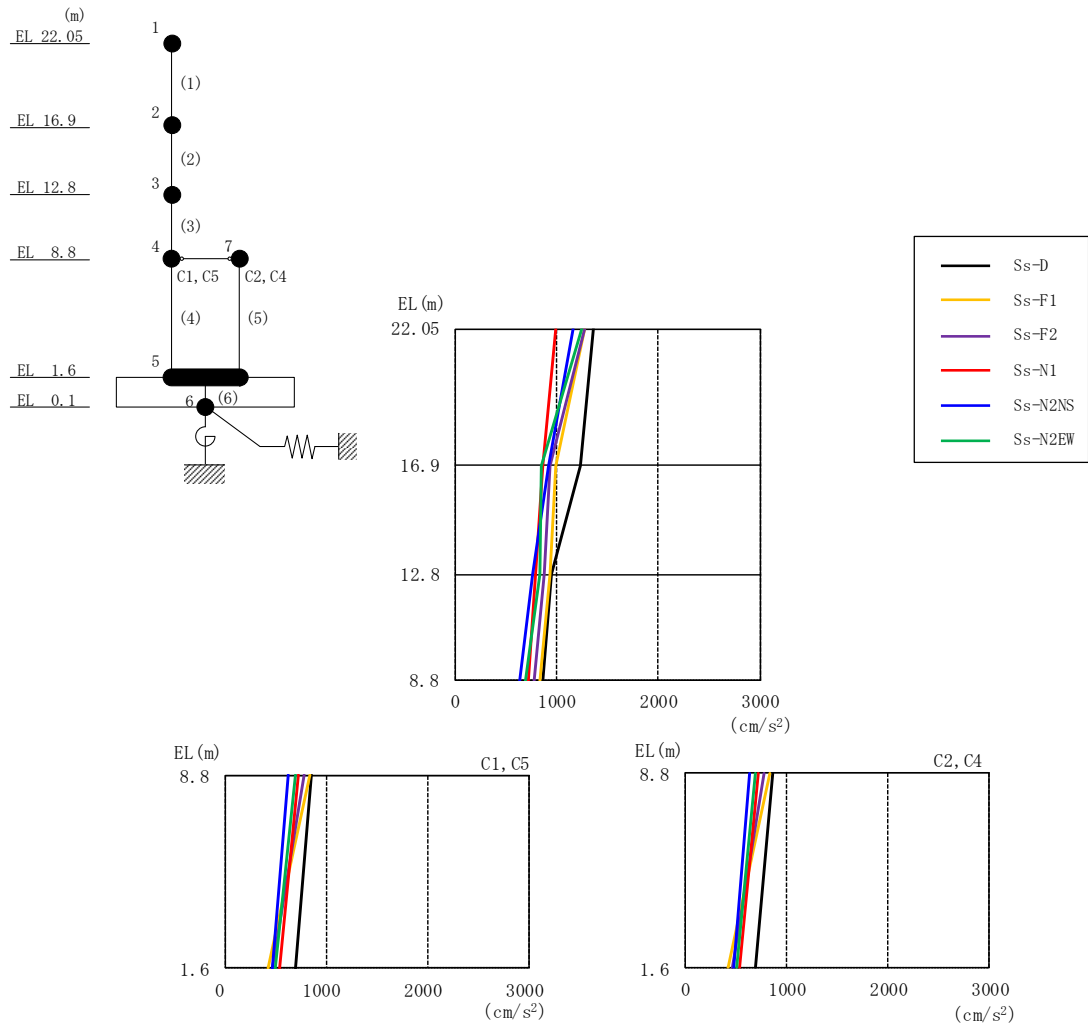 (m)
EL 22.05
1
(1)
EL 16.9
2
(2)
EL 12.8
3
(3)
EL 8.8
4
7
C1,C5
C2,C4
(4)
(5)
EL 1.6
5
EL 0.1
6
(6)
Ss-D
Ss-F1
Ss-F2
Ss-N1
Ss-N2NS
Ss-N2EW
EL(m)
22.05
16.9
12.8
8.8
0 1000 2000 3000
(cm/s²)
EL(m)
C1,C5
8.8
1.6
0 1000 2000 3000
(cm/s²)
EL(m)
C2,C4
8.8
1.6
0 1000 2000 3000
(cm/s²)